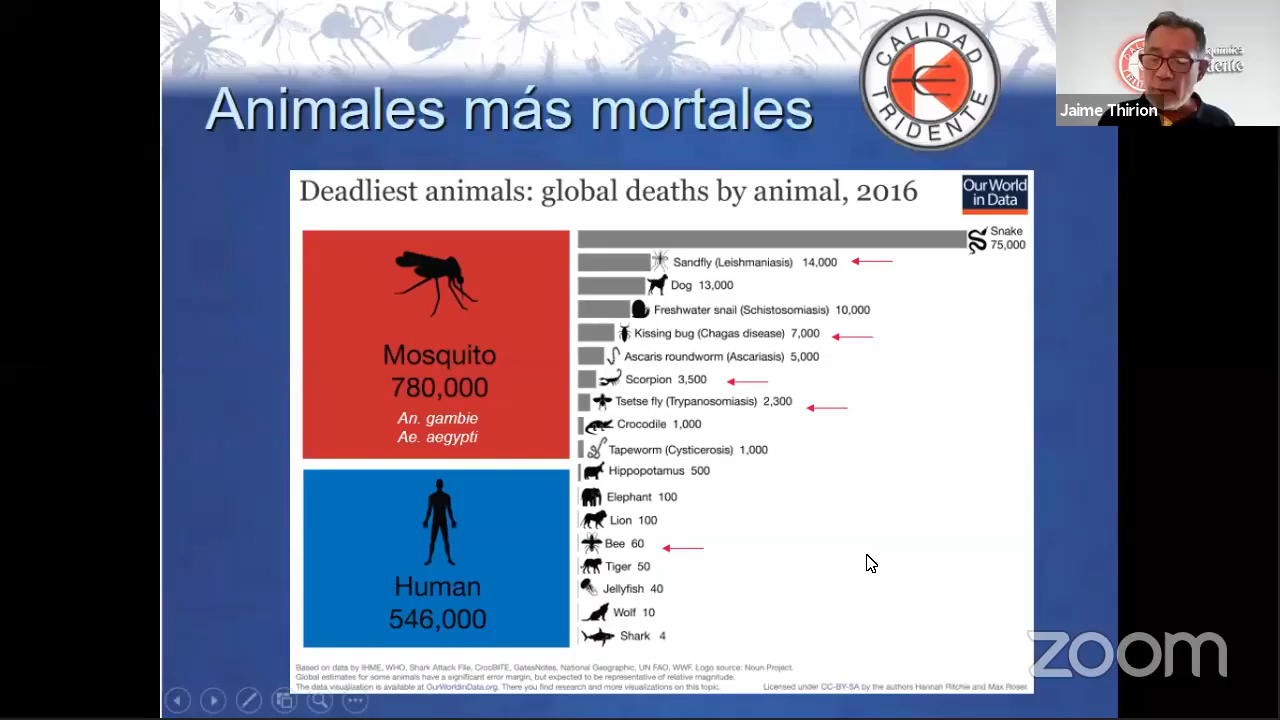 Animales más mortales
CALIDAD
TRIDENTE
Jaime Thirion
Deadliest animals: global deaths by animal, 2016
Our World
in Data
Mosquito
780,000
An. gambie
Ae. aegypti
Human
546,000
Snake
75,000
Sandfly (Leishmaniasis) 14,000
Dog 13,000
Freshwater snail (Schistosomiasis) 10,000
Kissing bug (Chagas disease) 7,000
Ascaris roundworm (Ascariasis) 5,000
Scorpion 3,500
Tsetse fly (Trypanosomiasis) 2,300
Crocodile 1,000
Tapeworm (Cysticerosis) 1,000
Hippopotamus 500
Elephant 100
Lion 100
Bee 60
Tiger 50
Jellyfish 40
Wolf 10
Shark 4
Based on data by IHME, WHO, Shark Attack File, CrocBITE, GatesNotes, National Geographic, UN FAO, WWF. Logo source: Noun Project.
Global estimates for some animals have a significant error margin, but expected to be representative of relative magnitude.
The data visualization is available at OurWorldinData.org. There you find research and more visualizations on this topic.
Licensed under CC-BY-SA by the authors Hannah Ritchie and Max Roser.
zoom